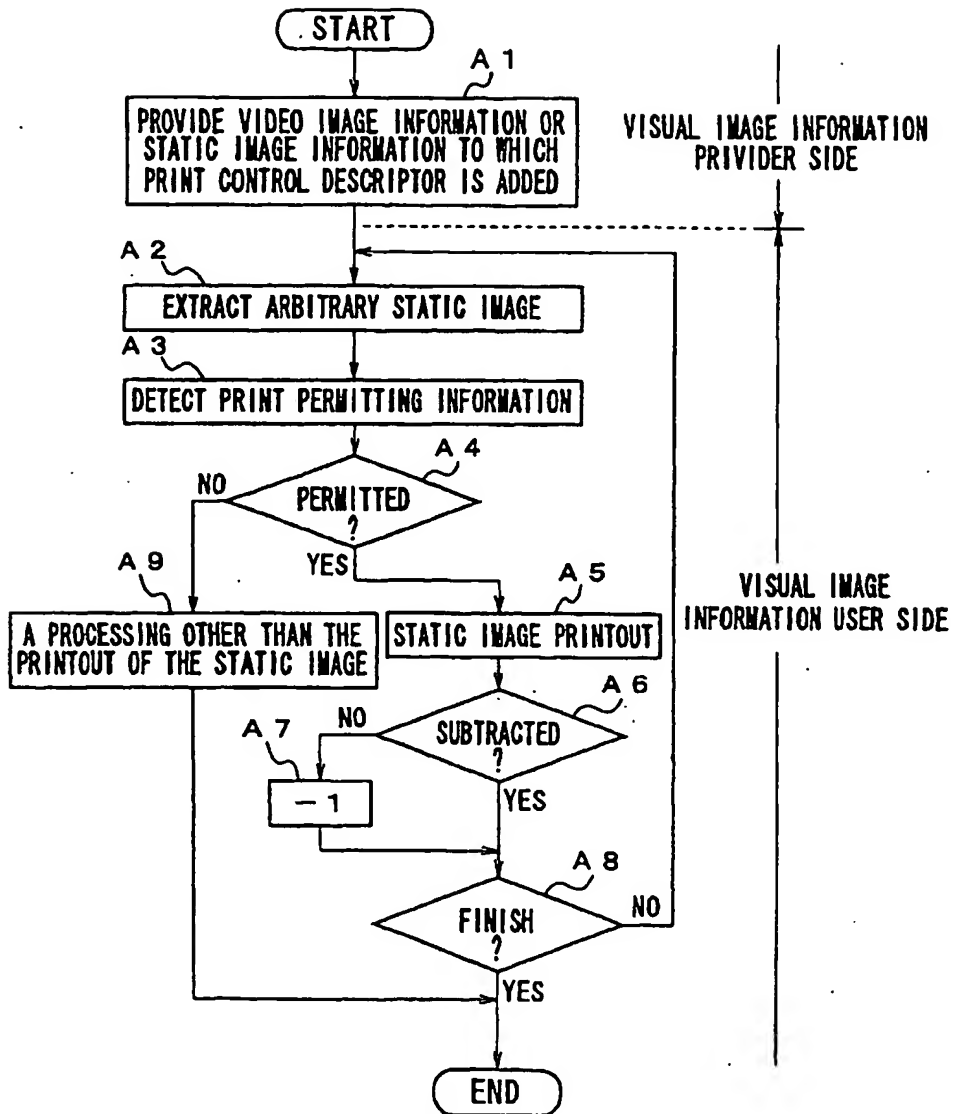 START
A 1
PROVIDE VIDEO IMAGE INFORMATION OR
STATIC IMAGE INFORMATION TO WHICH
PRINT CONTROL DESCRIPTOR IS ADDED
VISUAL IMAGE INFORMATION
PROVIDER SIDE
A 2
EXTRACT ARBITRARY STATIC IMAGE
A 3
DETECT PRINT PERMITTING INFORMATION
A 4
NO
PERMITTED
?
YES
A 9
A PROCESSING OTHER THAN THE
PRINTOUT OF THE STATIC IMAGE
A 5
STATIC IMAGE PRINTOUT
VISUAL IMAGE
INFORMATION USER SIDE
A 6
NO
SUBTRACTED
?
YES
A 7
－1
A 8
FINISH
?
NO
YES
END